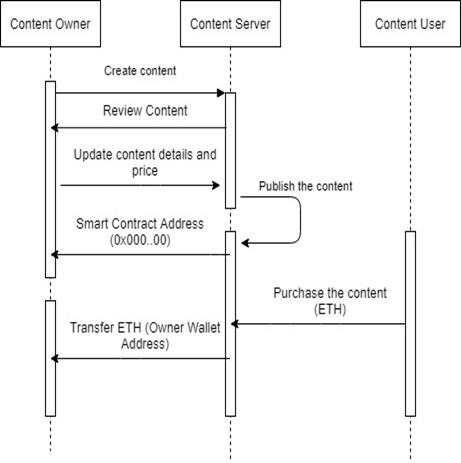 Content Owner
Content Server
Content User
Create content
Review Content
Update content details and
price
Publish the content
Smart Contract Address
(0x000..00)
Purchase the content
(ETH)
Transfer ETH (Owner Wallet
Address)